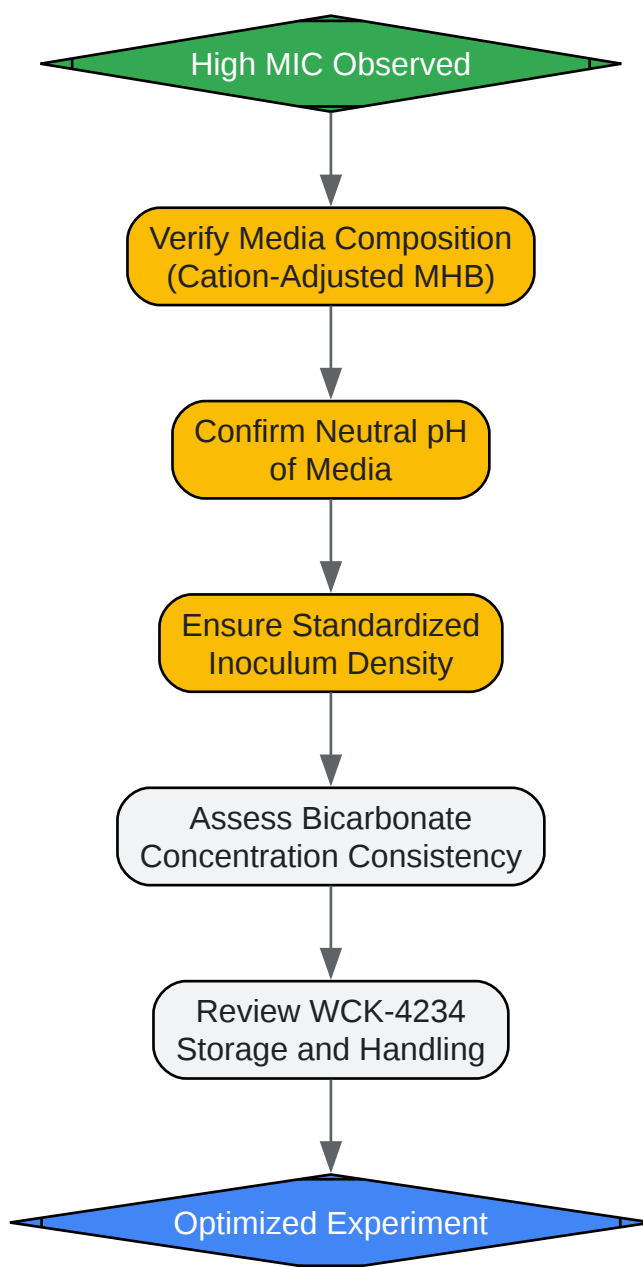 High MIC Observed
Verify Media Composition
(Cation-Adjusted MHB)
Confirm Neutral pH
of Media
Ensure Standardized
Inoculum Density
Assess Bicarbonate
Concentration Consistency
Review WCK-4234
Storage and Handling
Optimized Experiment